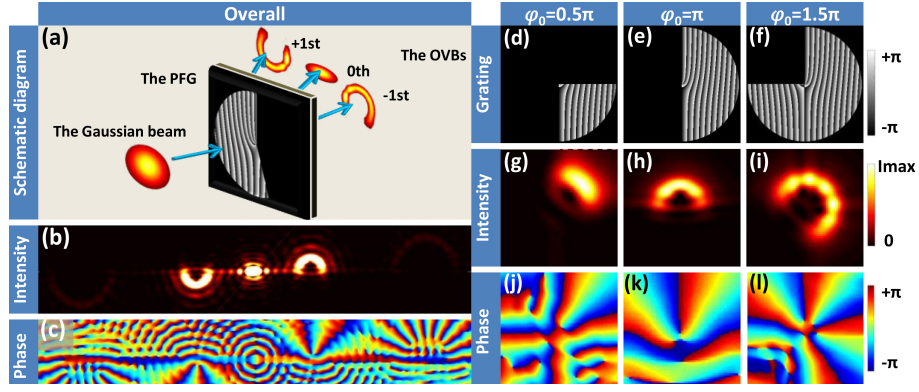 Overall
φ₀=0.5π
φ₀=π
φ₀=1.5π
Schematic diagram
(a)
+1st
The OVBs
The PFG
0th
-1st
The Gaussian beam
Grating
(d)
(e)
(f)
+π
-π
Intensity
(g)
(h)
(i)
Imax
0
Intensity
(b)
Phase
(c)
Phase
(j)
(k)
(l)
+π
-π